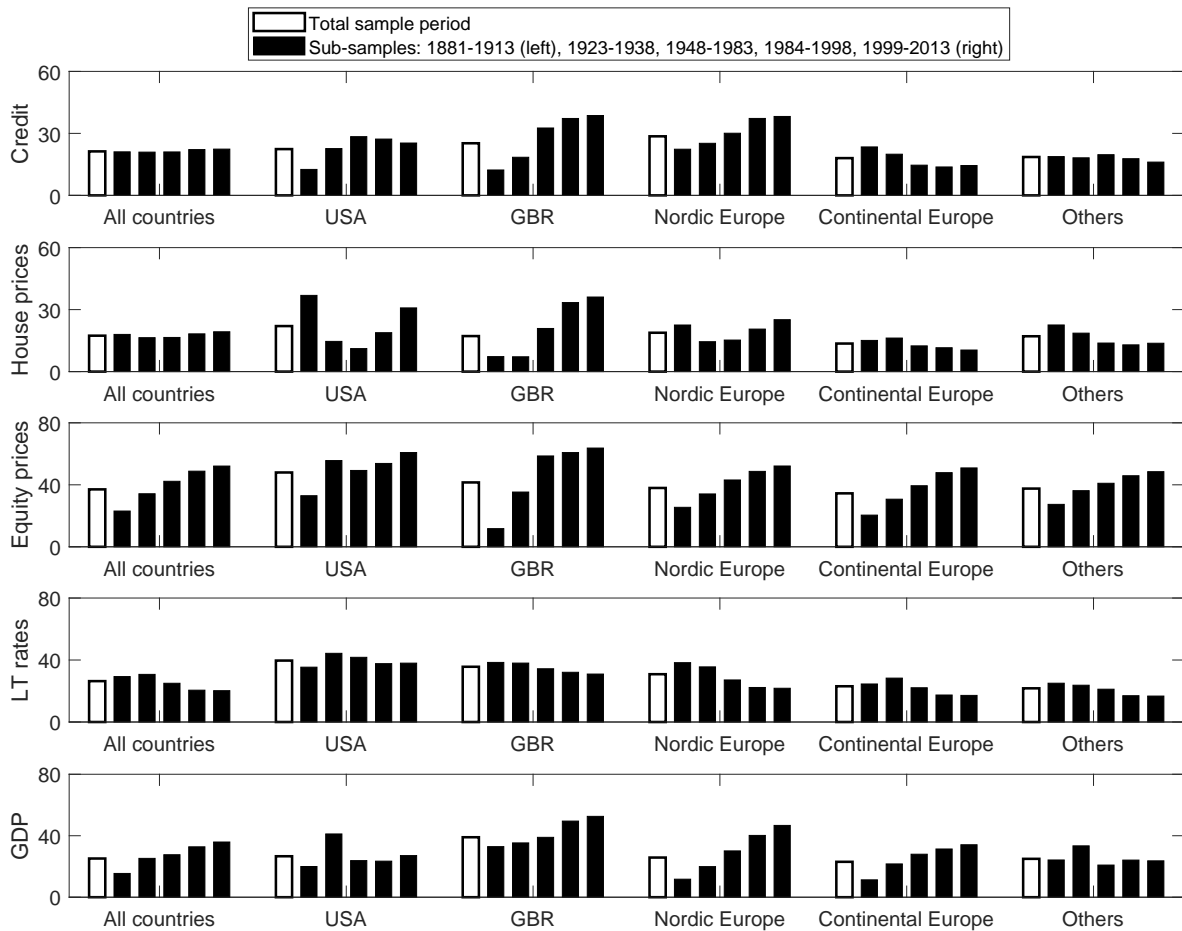 Total sample period
Sub-samples: 1881-1913 (left), 1923-1938, 1948-1983, 1984-1998, 1999-2013 (right)
Credit
60
30
0
All countries USA GBR Nordic Europe Continental Europe Others
House prices
60
30
0
All countries USA GBR Nordic Europe Continental Europe Others
Equity prices
80
40
0
All countries USA GBR Nordic Europe Continental Europe Others
LT rates
80
40
0
All countries USA GBR Nordic Europe Continental Europe Others
GDP
80
40
0
All countries USA GBR Nordic Europe Continental Europe Others